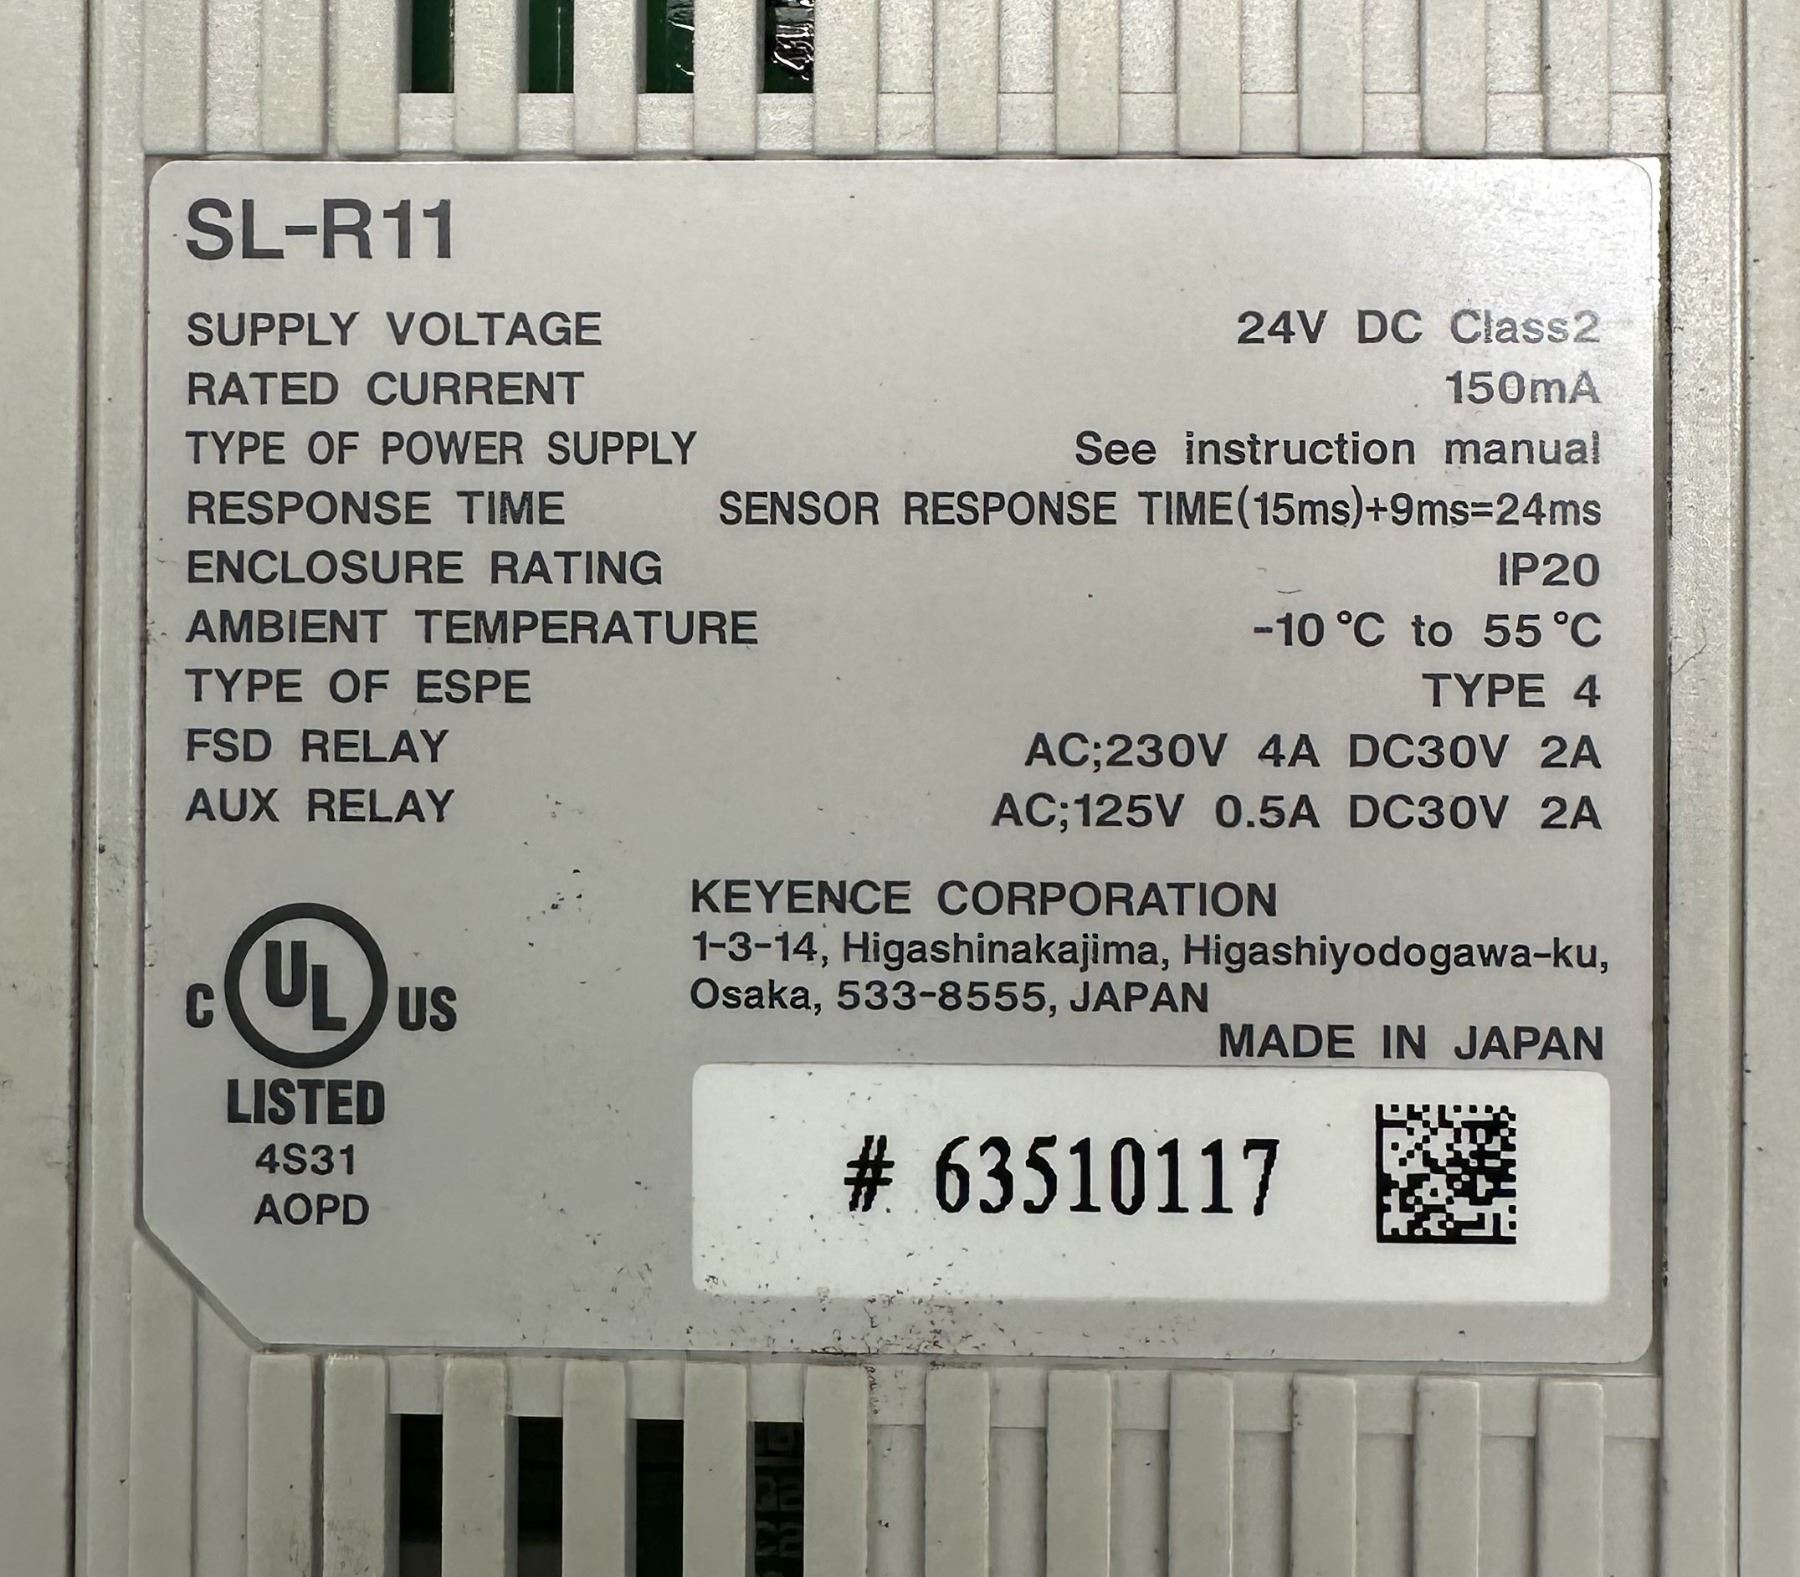 SL-R11
SUPPLY VOLTAGE 24V DC Class2
RATED CURRENT 150mA
TYPE OF POWER SUPPLY See instruction manual
RESPONSE TIME SENSOR RESPONSE TIME(15ms)+9ms=24ms
ENCLOSURE RATING IP20
AMBIENT TEMPERATURE -10°C to 55°C
TYPE OF ESPE TYPE 4
FSD RELAY AC;230V 4A DC30V 2A
AUX RELAY AC;125V 0.5A DC30V 2A
KEYENCE CORPORATION
1-3-14, Higashinakajima, Higashiyodogawa-ku,
Osaka, 533-8555, JAPAN
MADE IN JAPAN
C UL US
LISTED
4S31
AOPD
# 63510117